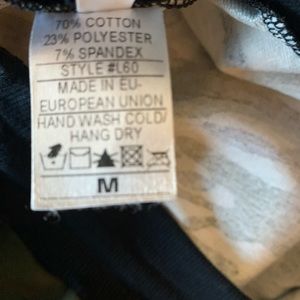 70% COTTON
23% POLYESTER
7% SPANDEX
STYLE #L60
MADE IN EU-
EUROPEAN UNION
HAND WASH COLD/
HANG DRY
M